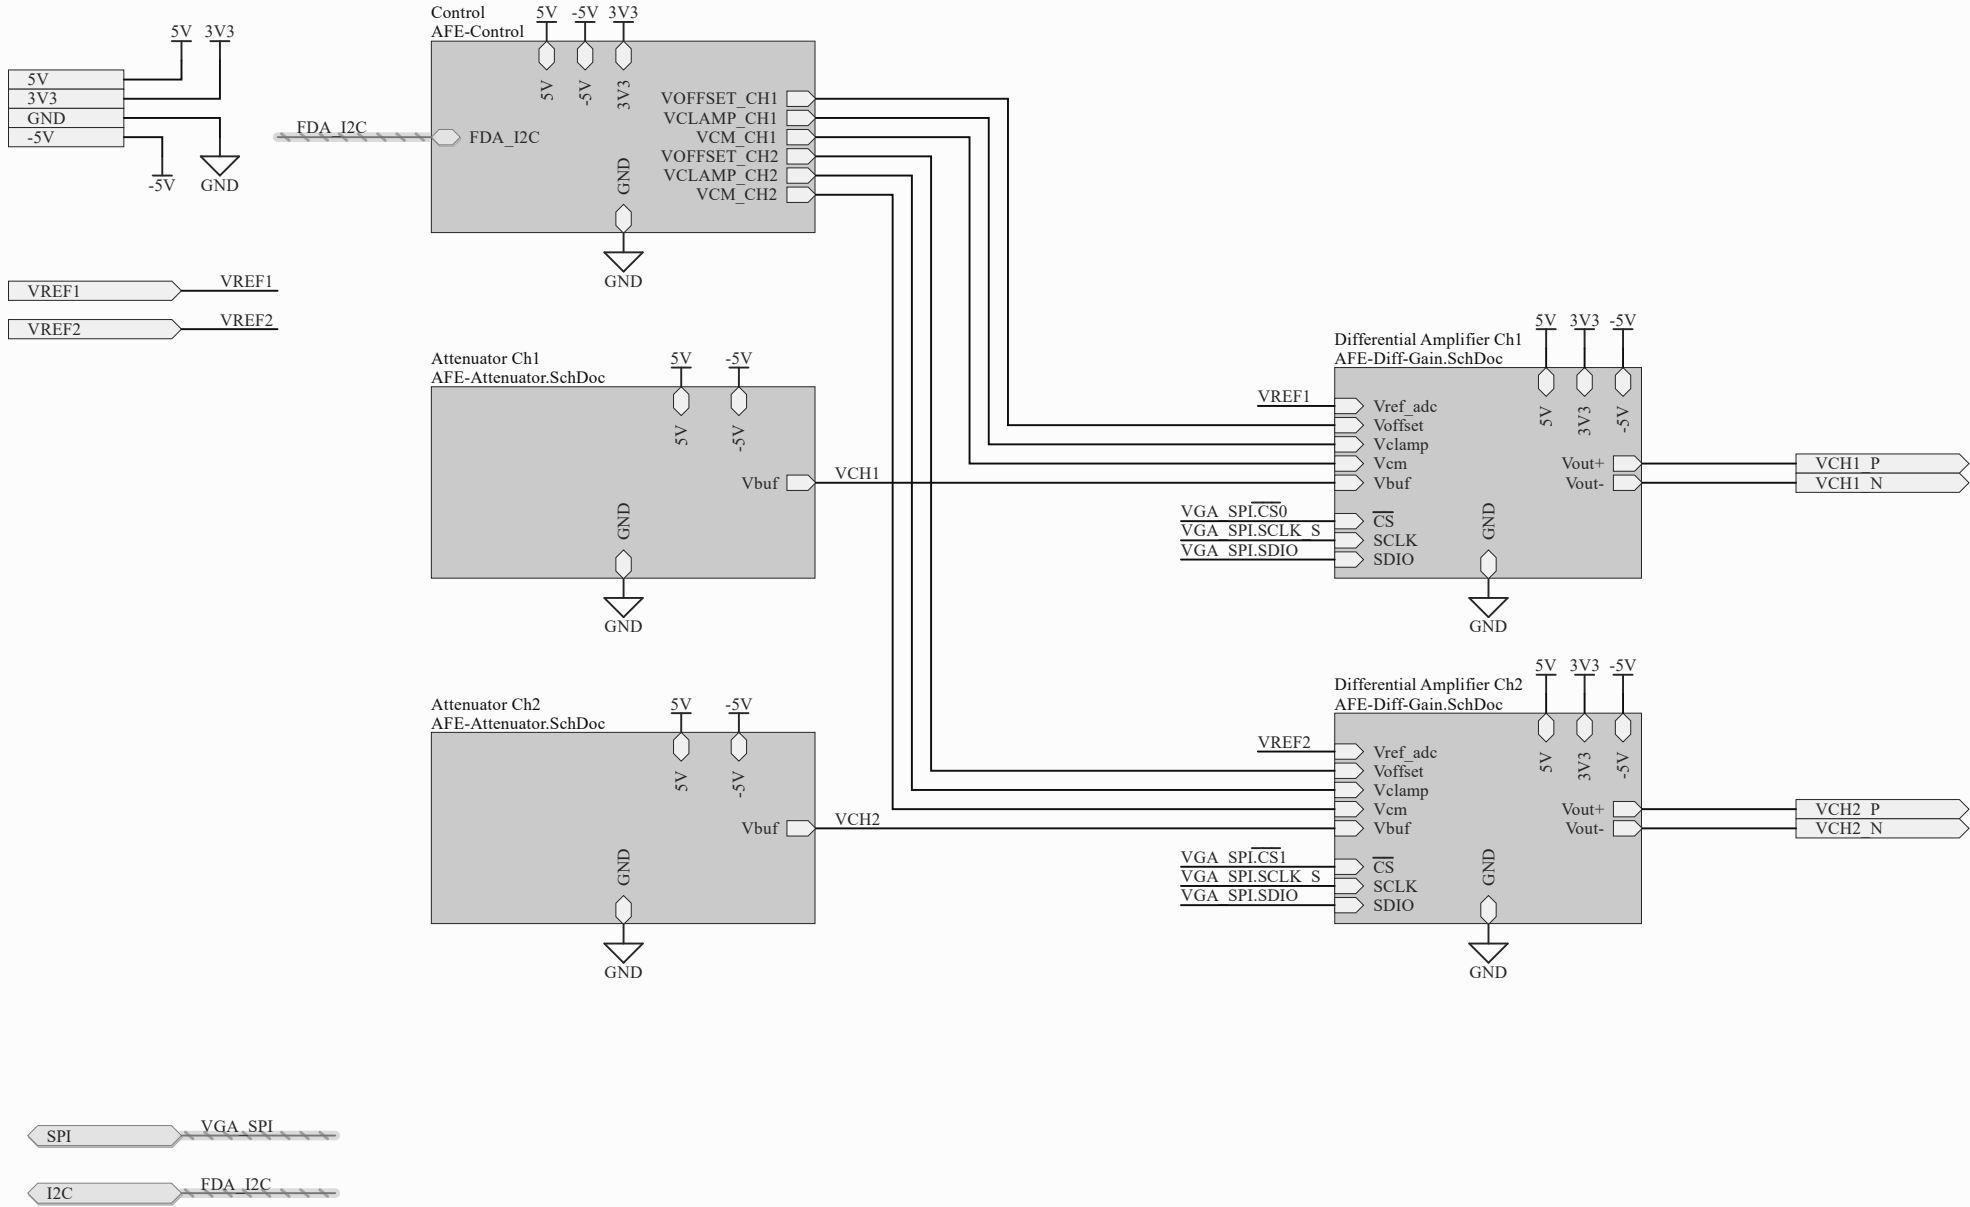 5V 3V3
5V
3V3
GND
-5V
-5V GND
VREF1 VREF1
VREF2 VREF2
Control
AFE-Control
5V -5V 3V3
5V -5V 3V3
FDA_I2C FDA_I2C
VOFFSET_CH1
VCLAMP_CH1
VCM_CH1
VOFFSET_CH2
VCLAMP_CH2
VCM_CH2
GND
GND
Attenuator Ch1
AFE-Attenuator.SchDoc
5V -5V
5V -5V
Vbuf VCH1
GND
GND
Attenuator Ch2
AFE-Attenuator.SchDoc
5V -5V
5V -5V
Vbuf VCH2
GND
GND
Differential Amplifier Ch1
AFE-Diff-Gain.SchDoc
5V 3V3 -5V
5V 3V3 -5V
VREF1 Vref_adc
Voffset
Vclamp
Vcm
Vbuf
VGA_SPI.CS0 CS
VGA_SPI.SCLK_S SCLK
VGA_SPI.SDIO SDIO
Vout+ VCH1_P
Vout- VCH1_N
GND
GND
Differential Amplifier Ch2
AFE-Diff-Gain.SchDoc
5V 3V3 -5V
5V 3V3 -5V
VREF2 Vref_adc
Voffset
Vclamp
Vcm
Vbuf
VGA_SPI.CS1 CS
VGA_SPI.SCLK_S SCLK
VGA_SPI.SDIO SDIO
Vout+ VCH2_P
Vout- VCH2_N
GND
GND
SPI VGA_SPI
I2C FDA_I2C